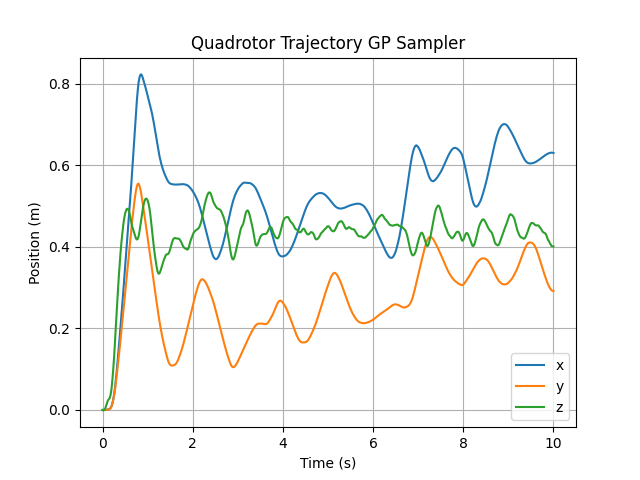 Quadrotor Trajectory GP Sampler
Position (m)
0.8
0.6
0.4
0.2
0.0
0 2 4 6 8 10
Time (s)
x
y
z